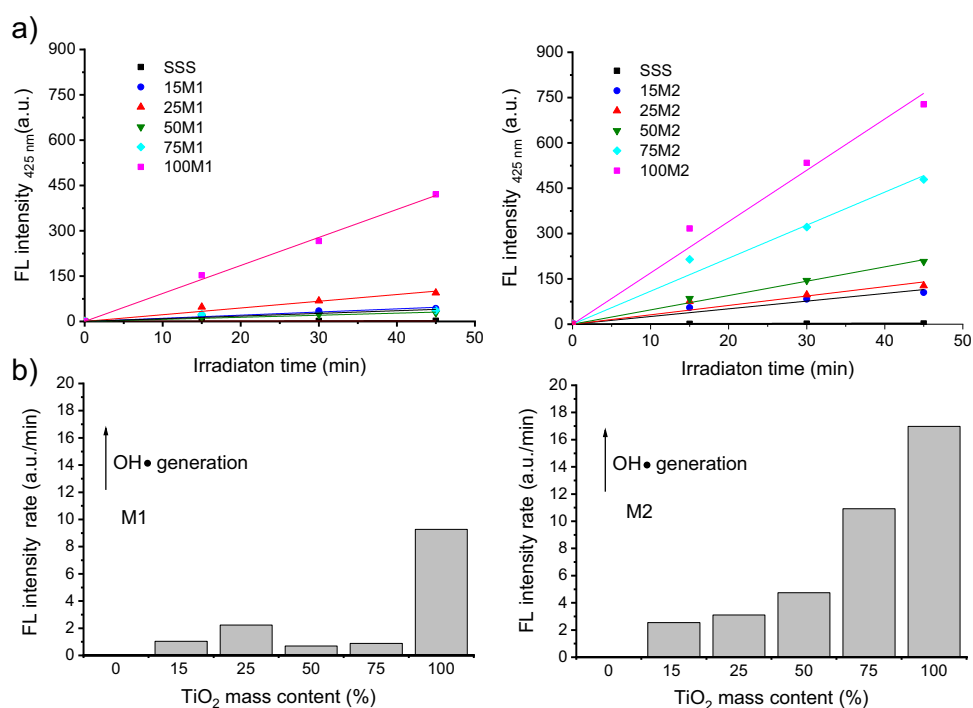 a)
FL intensity 425 nm (a.u.)
900
750
600
450
300
150
0
SSS
15M1
25M1
50M1
75M1
100M1
0 10 20 30 40 50
Irradiaton time (min)
FL intensity 425 nm (a.u.)
900
750
600
450
300
150
0
SSS
15M2
25M2
50M2
75M2
100M2
0 10 20 30 40 50
Irradiaton time (min)
b)
FL intensity rate (a.u./min)
20
18
16
14
12
10
8
6
4
2
0
OH● generation
M1
0 15 25 50 75 100
TiO2 mass content (%)
FL intensity rate (a.u./min)
20
18
16
14
12
10
8
6
4
2
0
OH● generation
M2
0 15 25 50 75 100
TiO2 mass content (%)